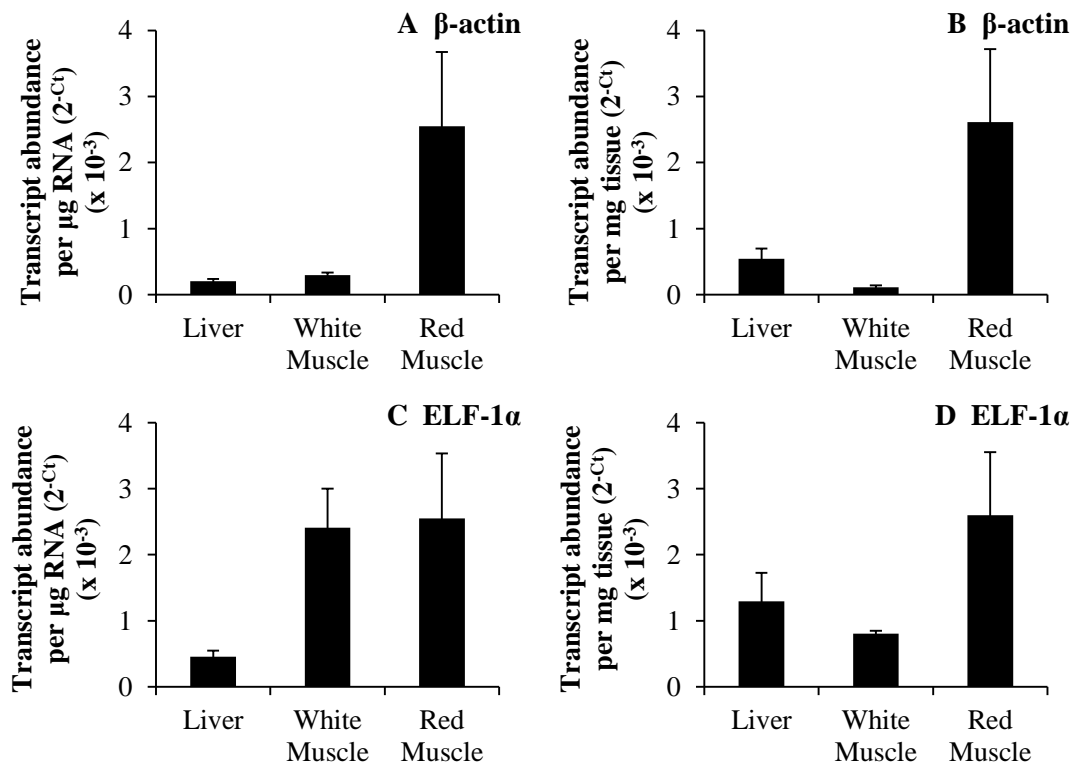 A β-actin
Transcript abundance
per µg RNA (2-Ct)
(x 10-3)
4
3
2
1
0
Liver
White
Muscle
Red
Muscle
B β-actin
Transcript abundance
per mg tissue (2-Ct)
(x 10-3)
4
3
2
1
0
Liver
White
Muscle
Red
Muscle
C ELF-1α
Transcript abundance
per µg RNA (2-Ct)
(x 10-3)
4
3
2
1
0
Liver
White
Muscle
Red
Muscle
D ELF-1α
Transcript abundance
per mg tissue (2-Ct)
(x 10-3)
4
3
2
1
0
Liver
White
Muscle
Red
Muscle